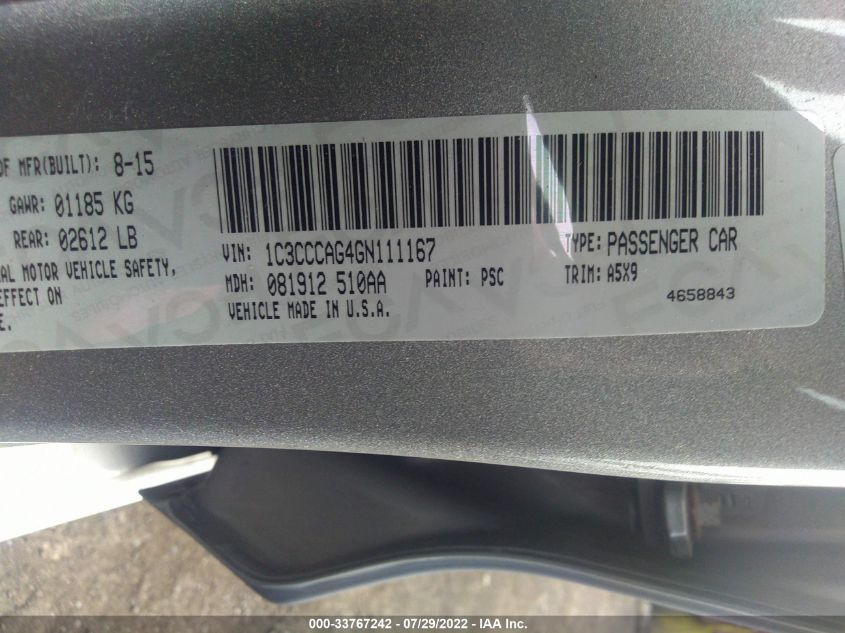 OF MFR(BUILT): 8-15
GAWR: 01185 KG
REAR: 02612 LB
AL MOTOR VEHICLE SAFETY,
EFFECT ON
E.
VIN: 1C3CCCAG4GN111167
TYPE: PASSENGER CAR
MDH: 081912 510AA
PAINT: PSC
TRIM: A5X9
VEHICLE MADE IN U.S.A.
4658843
000-33767242 - 07/29/2022 - IAA Inc.